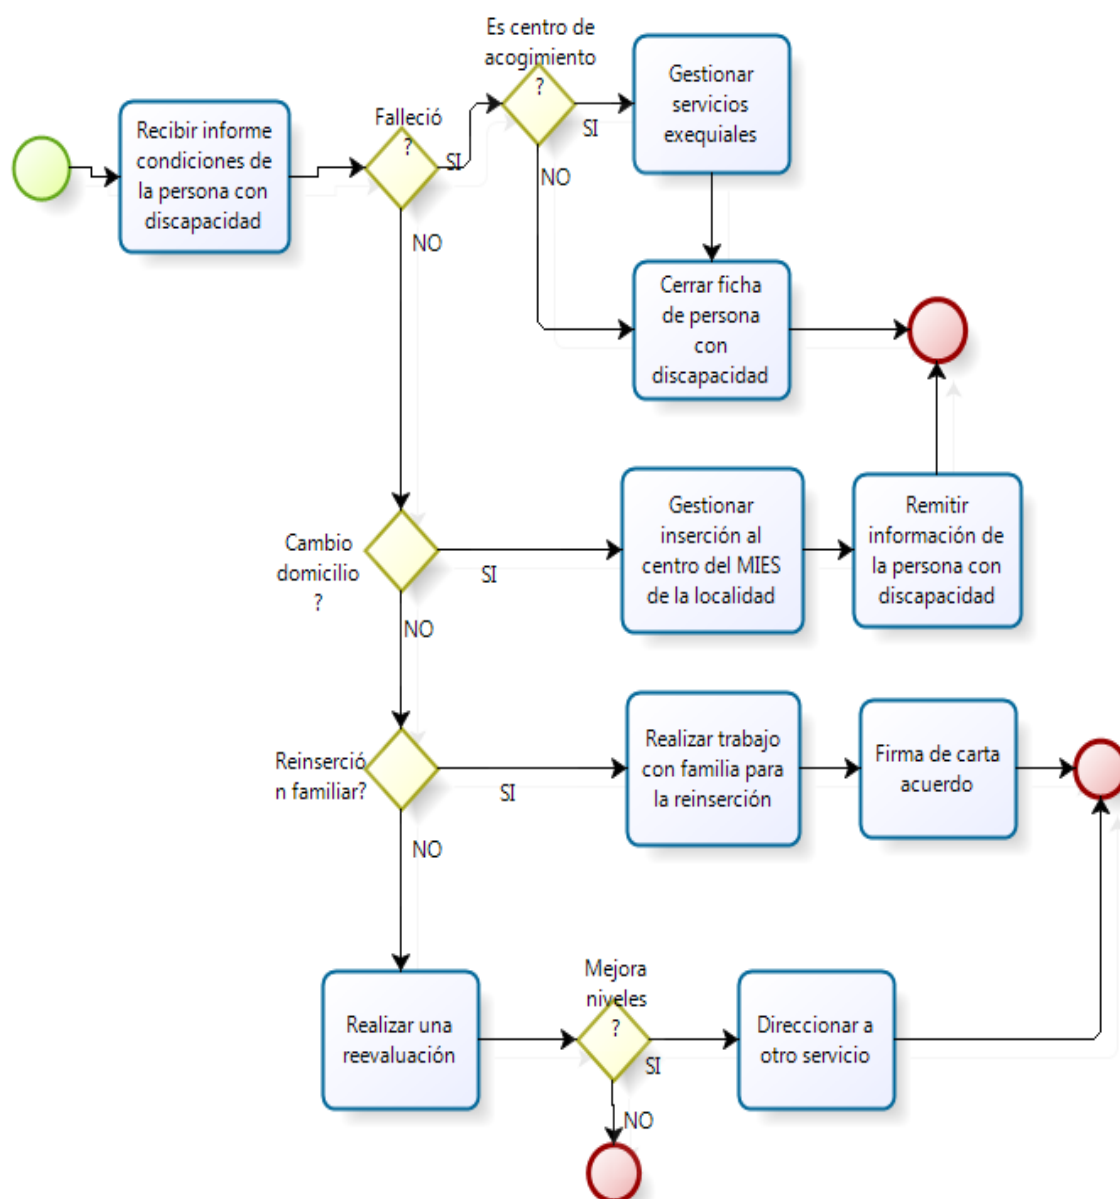 Es centro de
acogimiento
?
Gestionar
servicios
exequiales
Recibir informe
condiciones de
la persona con
discapacidad
Falleció
?
SI
SI
NO
NO
Cerrar ficha
de persona
con
discapacidad
Cambio
domicilio
?
SI
NO
Gestionar
inserción al
centro del MIES
de la localidad
Remitir
información de
la persona con
discapacidad
Reinserció
n familiar?
SI
NO
Realizar trabajo
con familia para
la reinserción
Firma de carta
acuerdo
Realizar una
reevaluación
Mejora
niveles
?
SI
NO
Direccionar a
otro servicio